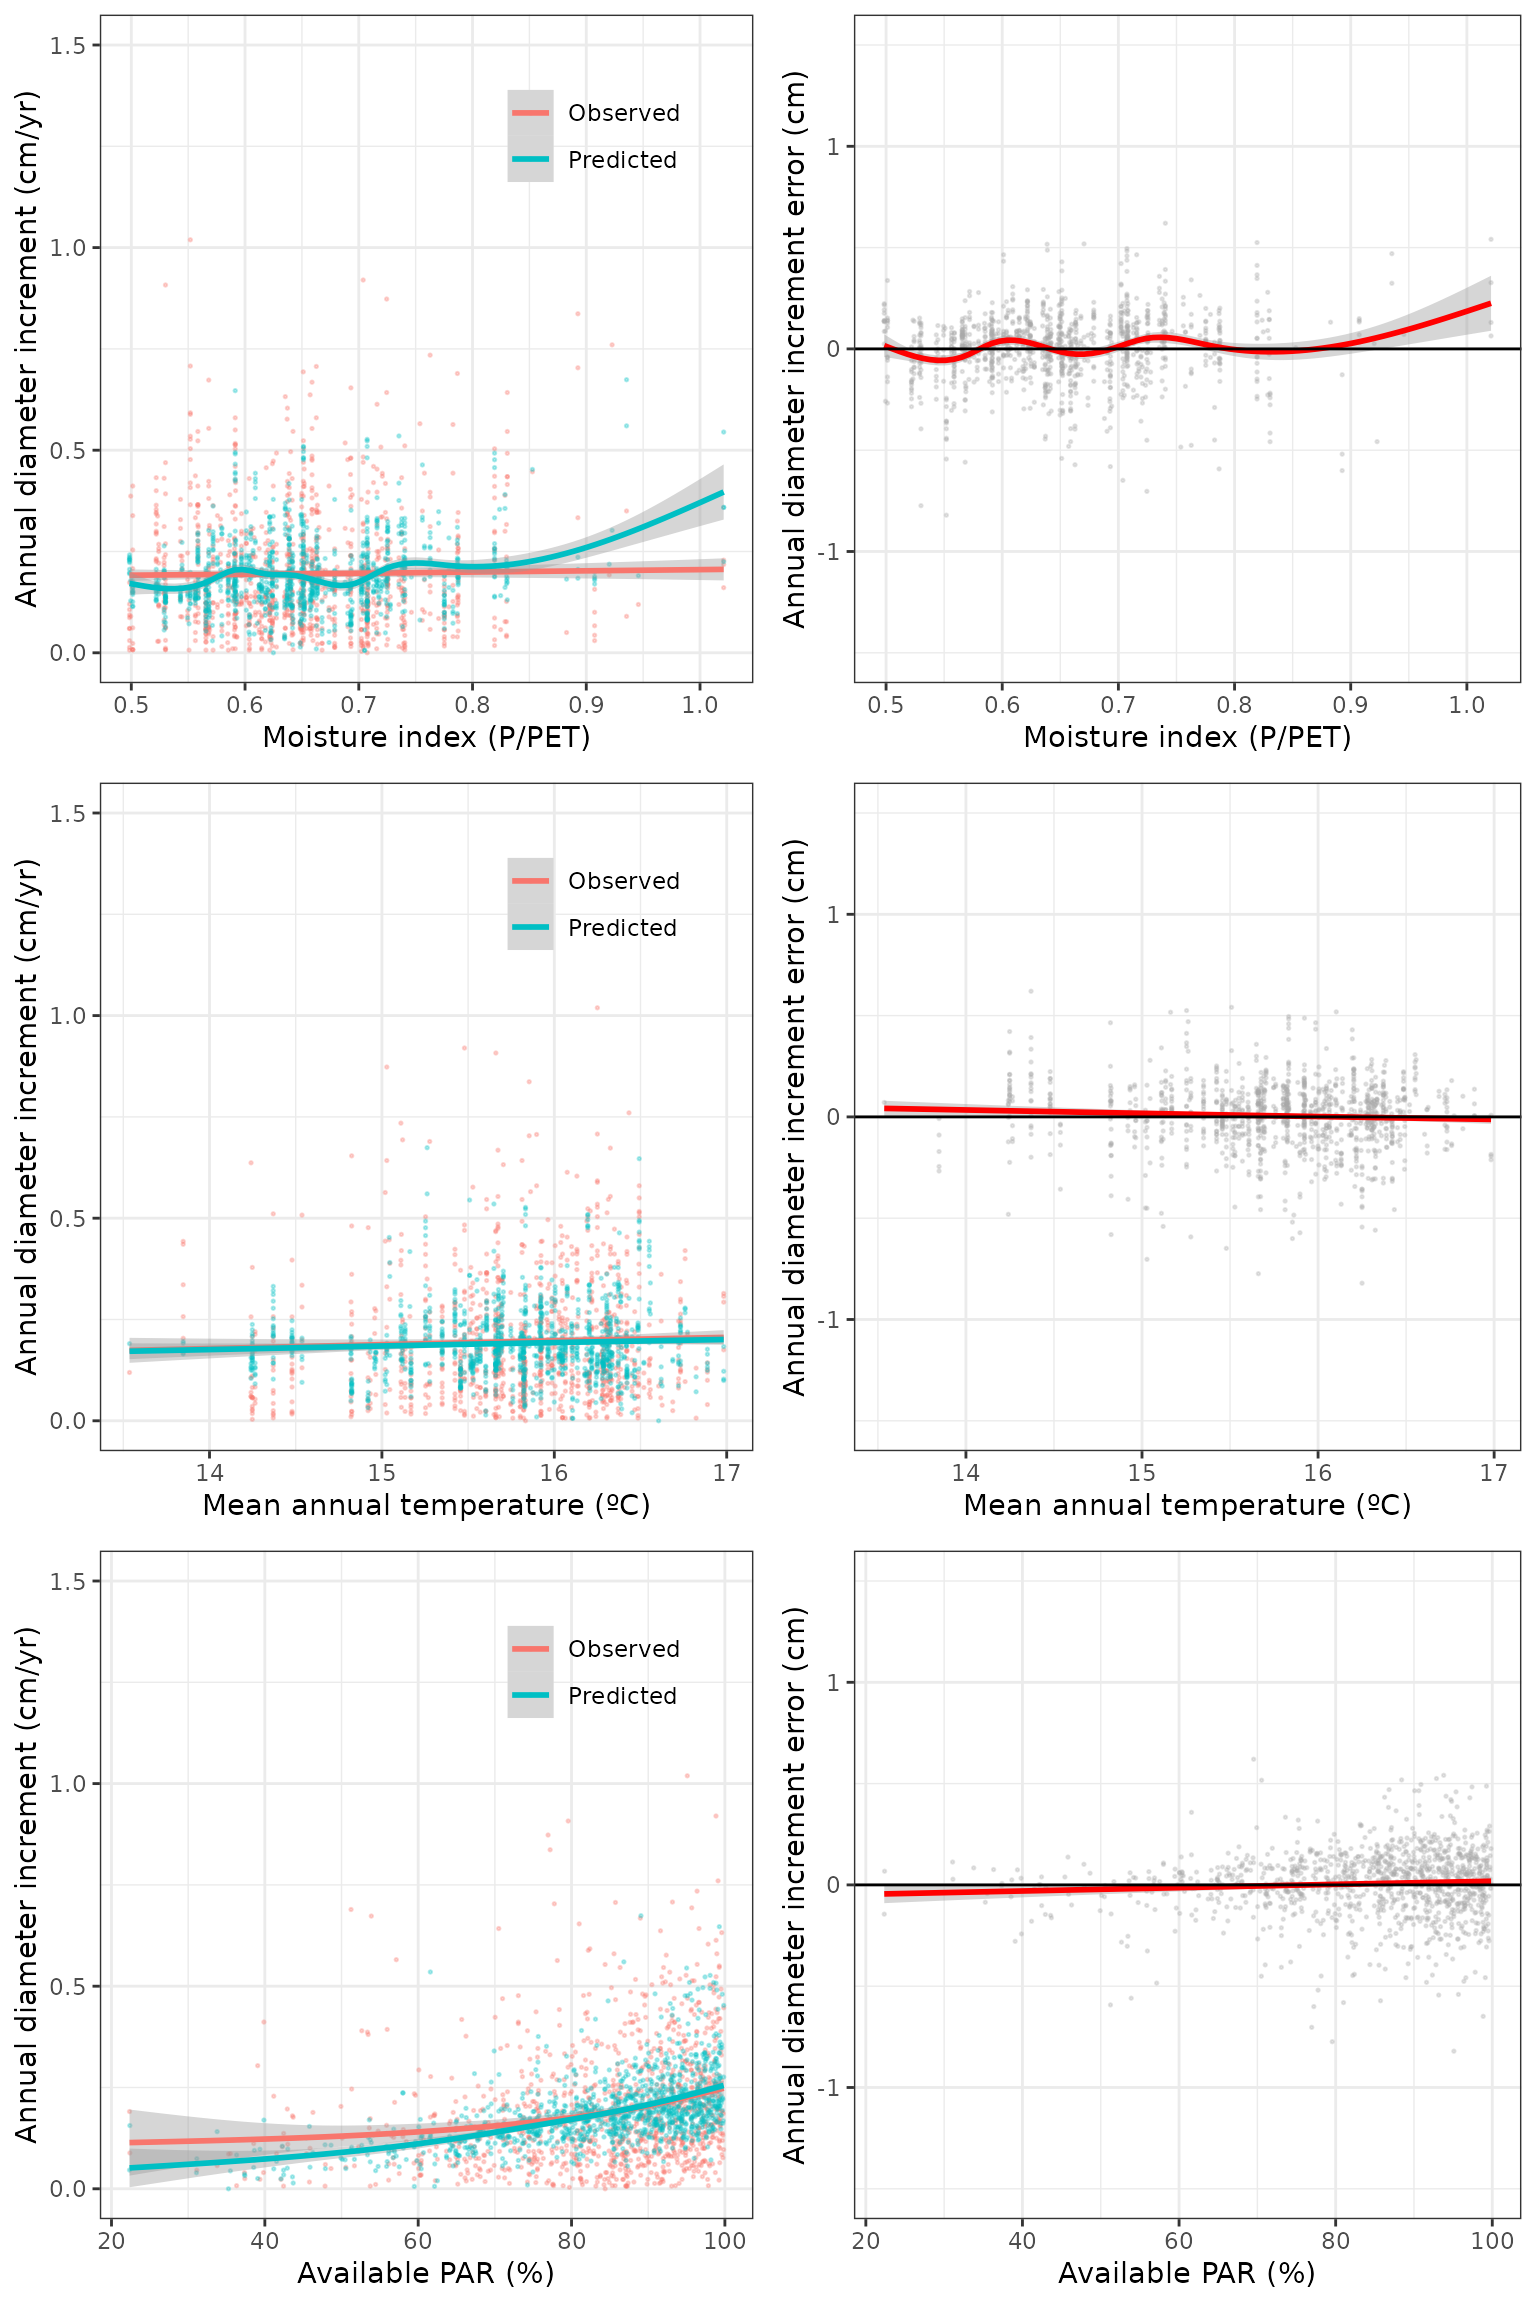 Annual diameter increment (cm/yr)
1.5
1.0
0.5
0.0
Observed
Predicted
0.5 0.6 0.7 0.8 0.9 1.0
Moisture index (P/PET)
Annual diameter increment error (cm)
1
0
-1
0.5 0.6 0.7 0.8 0.9 1.0
Moisture index (P/PET)
Annual diameter increment (cm/yr)
1.5
1.0
0.5
0.0
Observed
Predicted
14 15 16 17
Mean annual temperature (ºC)
Annual diameter increment error (cm)
1
0
-1
14 15 16 17
Mean annual temperature (ºC)
Annual diameter increment (cm/yr)
1.5
1.0
0.5
0.0
Observed
Predicted
20 40 60 80 100
Available PAR (%)
Annual diameter increment error (cm)
1
0
-1
20 40 60 80 100
Available PAR (%)